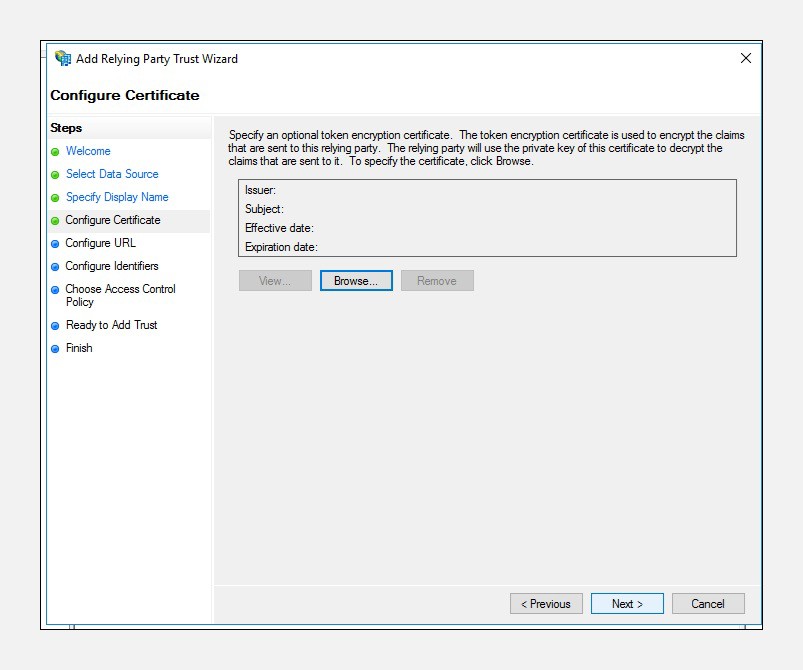 Add Relying Party Trust Wizard
Configure Certificate
Steps
Welcome
Select Data Source
Specify Display Name
Configure Certificate
Configure URL
Configure Identifiers
Choose Access Control
Policy
Ready to Add Trust
Finish
Specify an optional token encryption certificate.  The token encryption certificate is used to encrypt the claims
that are sent to this relying party.  The relying party will use the private key of this certificate to decrypt the
claims that are sent to it.  To specify the certificate, click Browse.
Issuer:
Subject:
Effective date:
Expiration date:
View... Browse... Remove
< Previous Next > Cancel